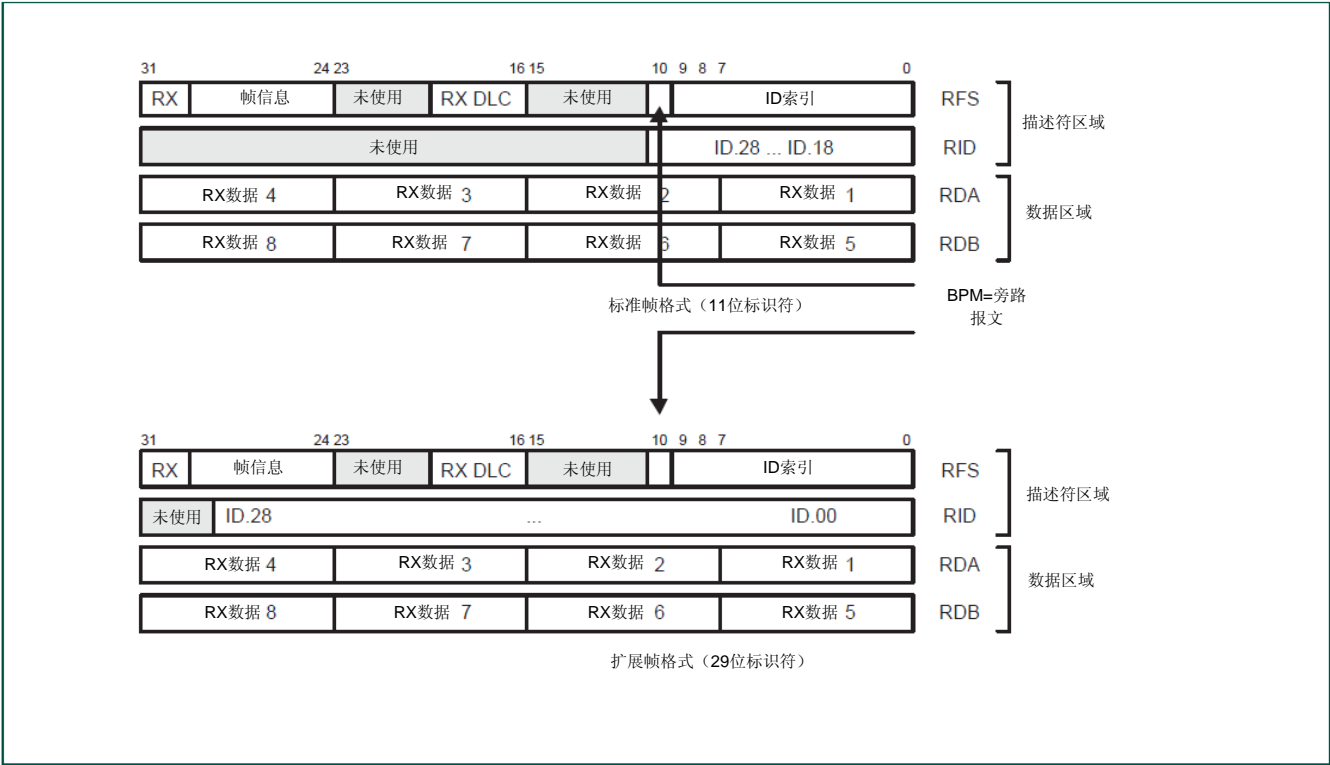 31 24 23 16 15 10 9 8 7 0
RX 帧信息 未使用 RX DLC 未使用 ID索引 RFS
描述符区域
未使用 ID.28 ... ID.18 RID
RX数据 4 RX数据 3 RX数据 2 RX数据 1 RDA
数据区域
RX数据 8 RX数据 7 RX数据 6 RX数据 5 RDB
标准帧格式（11位标识符）
BPM=旁路
报文
31 24 23 16 15 10 9 8 7 0
RX 帧信息 未使用 RX DLC 未使用 ID索引 RFS
描述符区域
未使用 ID.28 ... ID.00 RID
RX数据 4 RX数据 3 RX数据 2 RX数据 1 RDA
数据区域
RX数据 8 RX数据 7 RX数据 6 RX数据 5 RDB
扩展帧格式（29位标识符）